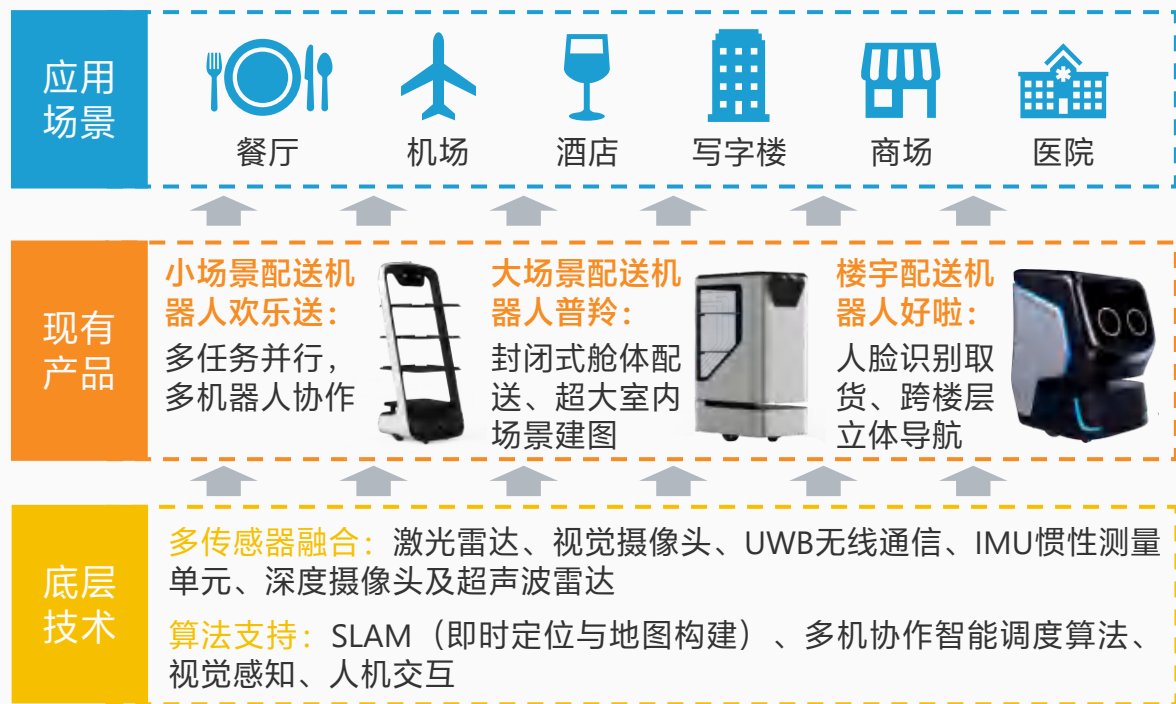 应用
场景
餐厅
机场
酒店
写字楼
商场
医院
现有
产品
小场景配送机
器人欢乐送：
多任务并行，
多机器人协作
大场景配送机
器人普羚：
封闭式舱体配
送、超大室内
场景建图
楼宇配送机
器人好啦：
人脸识别取
货、跨楼层
立体导航
底层
技术
多传感器融合：激光雷达、视觉摄像头、UWB无线通信、IMU惯性测量
单元、深度摄像头及超声波雷达
算法支持：SLAM（即时定位与地图构建）、多机协作智能调度算法、
视觉感知、人机交互